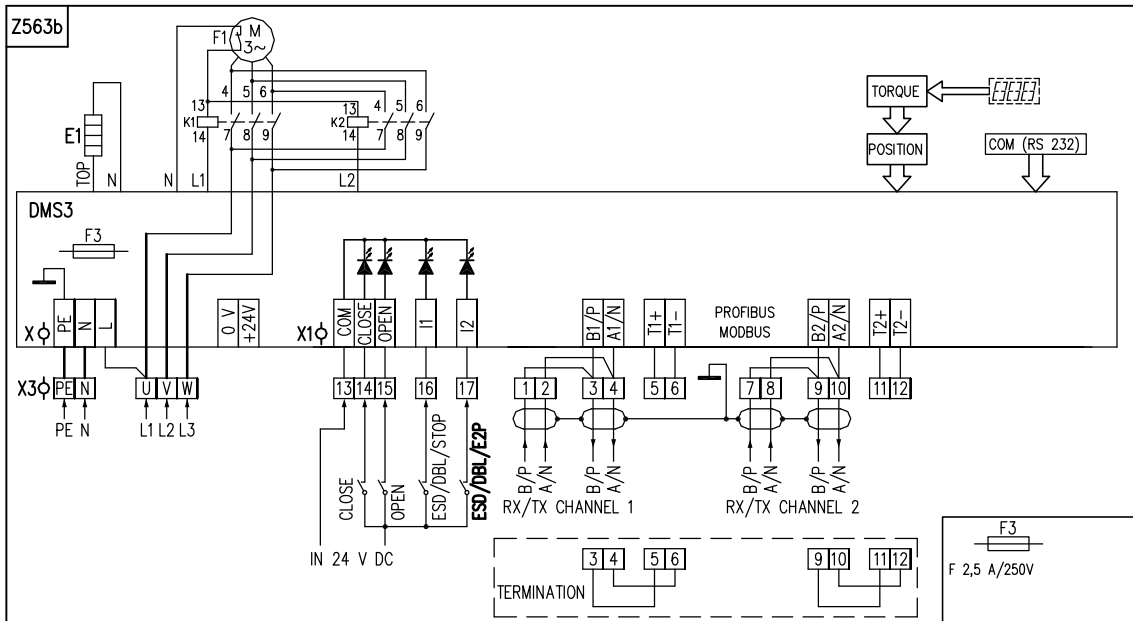 Z563b
F1 M
3~
4 5 6
13 K1 14
7 8 9
4 5 6
13 K2 14
7 8 9
E1
TOP N N L1 L2
TORQUE
POSITION
COM (RS 232)
DMS3
F3
X PE N L
0 V +24V
X1 COM CLOSE OPEN I1 I2
B1/P A1/N T1+ T1-
PROFIBUS
MODBUS
B2/P A2/N T2+ T2-
X3 PE N U V W
13 14 15 16 17
1 2 3 4 5 6
7 8 9 10 11 12
PE N L1 L2 L3
CLOSE OPEN ESD/DBL/STOP ESD/DBL/E2P
IN 24 V DC
B/P A/N B/P A/N
RX/TX CHANNEL 1
B/P A/N B/P A/N
RX/TX CHANNEL 2
TERMINATION
3 4 5 6
9 10 11 12
F3
F 2,5 A/250V